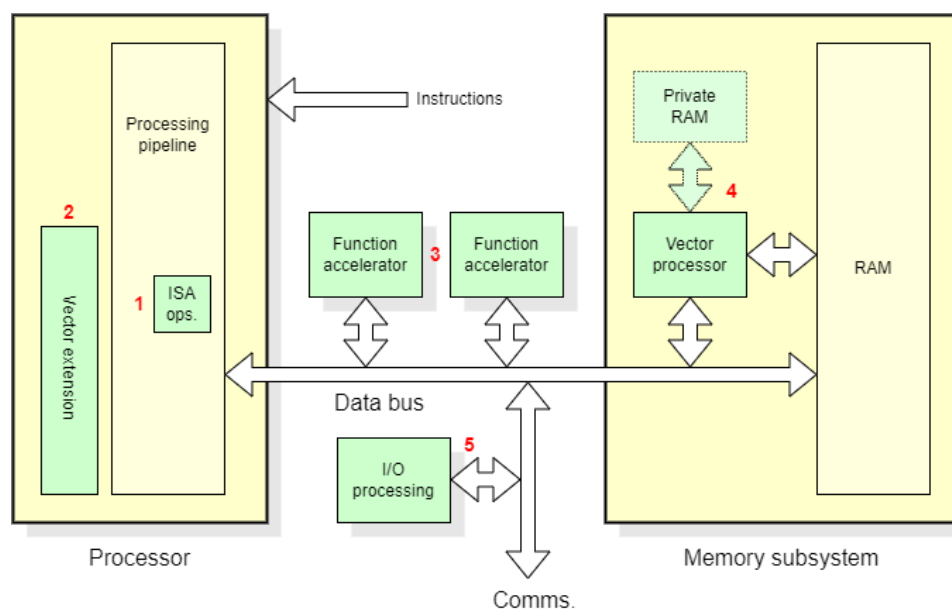 Processing
pipeline
Instructions
Private
RAM
2
4
Function
accelerator
3
Function
accelerator
Vector
processor
RAM
1
ISA
ops.
Vector extension
Data bus
5
I/O
processing
Processor
Memory subsystem
Comms.